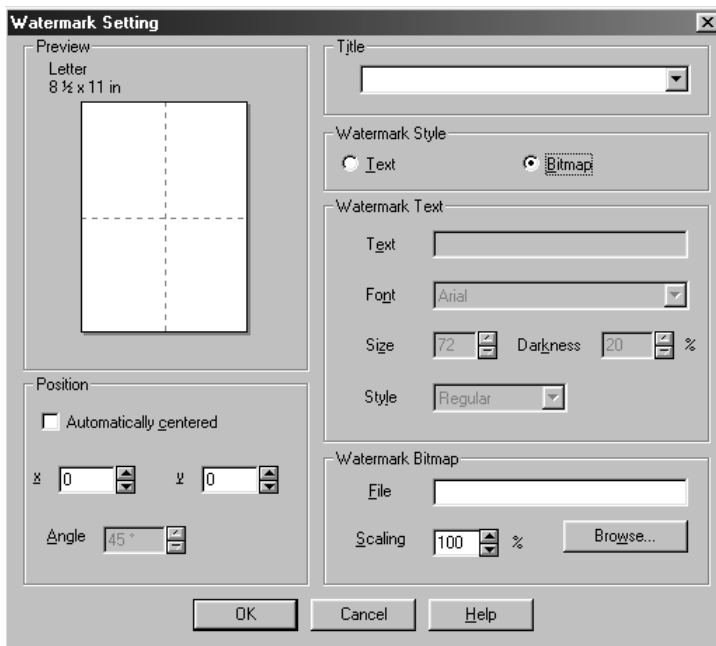 Watermark Setting
Preview
Letter
8 ½ x 11 in
Position
Automatically centered
x 0 y 0
Angle 45 °
Title
Watermark Style
Text Bitmap
Watermark Text
Text
Font Arial
Size 72 Darkness 20 %
Style Regular
Watermark Bitmap
File
Scaling 100 % Browse...
OK Cancel Help